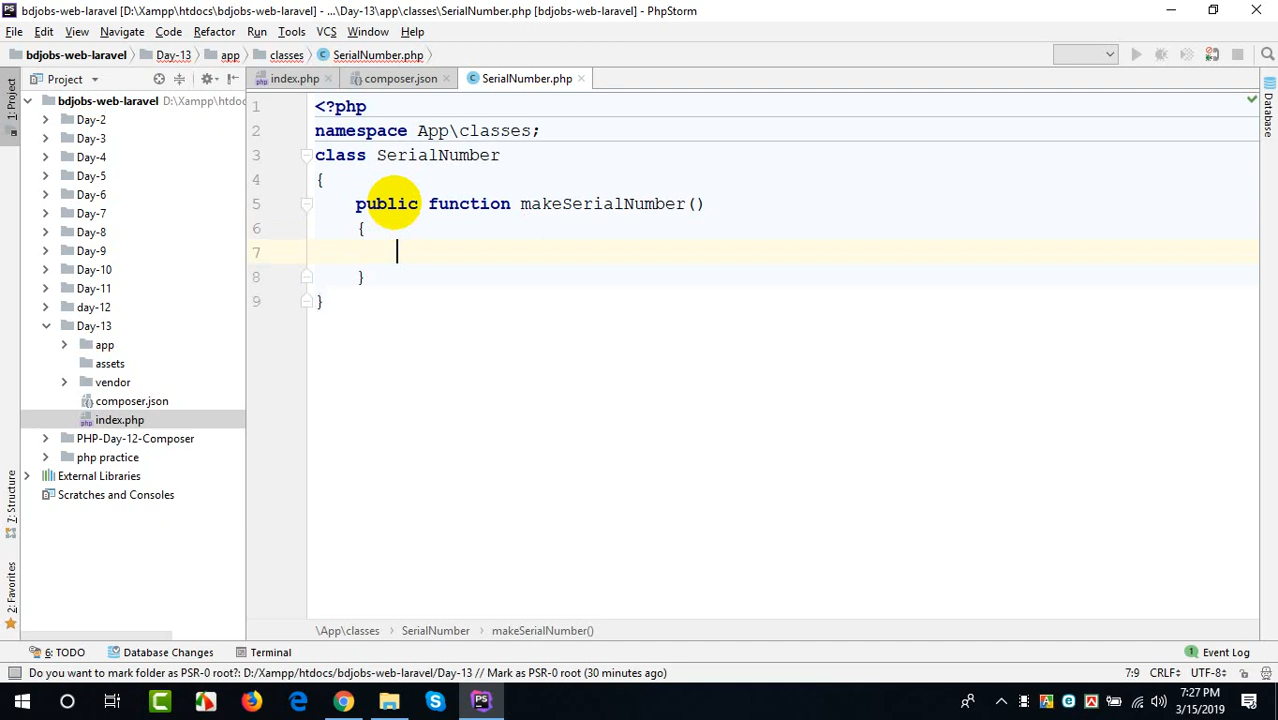 bdjobs-web-laravel [D:\Xampp\htdocs\bdjobs-web-laravel] - ...\Day-13\app\classes\SerialNumber.php [bdjobs-web-laravel] - PhpStorm
File Edit View Navigate Code Refactor Run Tools VCS Window Help
bdjobs-web-laravel Day-13 app classes SerialNumber.php
Project index.php composer.json SerialNumber.php
1: Project
7: Structure
2: Favorites
Database
bdjobs-web-laravel D:\Xampp\htdoc
Day-2
Day-3
Day-4
Day-5
Day-6
Day-7
Day-8
Day-9
Day-10
Day-11
day-12
Day-13
app
assets
vendor
composer.json
index.php
PHP-Day-12-Composer
php practice
External Libraries
Scratches and Consoles
1 <?php
2 namespace App\classes;
3 class SerialNumber
4 {
5 public function makeSerialNumber()
6 {
7
8 }
9 }
\App\classes SerialNumber makeSerialNumber()
6: TODO Database Changes Terminal Event Log
Do you want to mark folder as PSR-0 root?: D:/Xampp/htdocs/bdjobs-web-laravel/Day-13 // Mark as PSR-0 root (30 minutes ago) 7:9 CRLF UTF-8
7:27 PM
3/15/2019